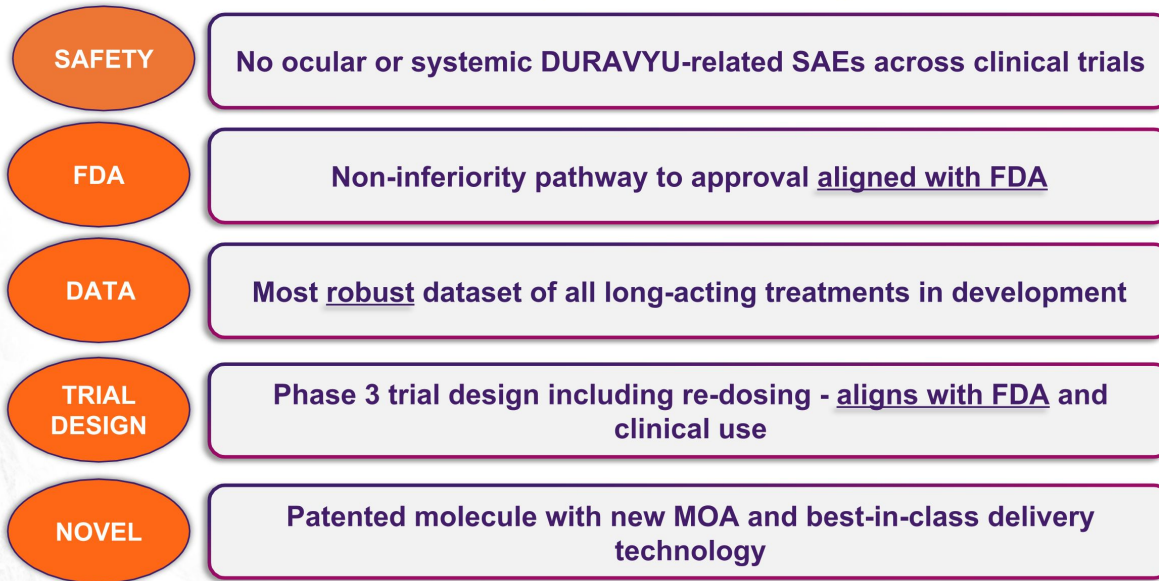 SAFETY
No ocular or systemic DURAVYU-related SAEs across clinical trials
FDA
Non-inferiority pathway to approval aligned with FDA
DATA
Most robust dataset of all long-acting treatments in development
TRIAL
DESIGN
Phase 3 trial design including re-dosing - aligns with FDA and
clinical use
NOVEL
Patented molecule with new MOA and best-in-class delivery
technology